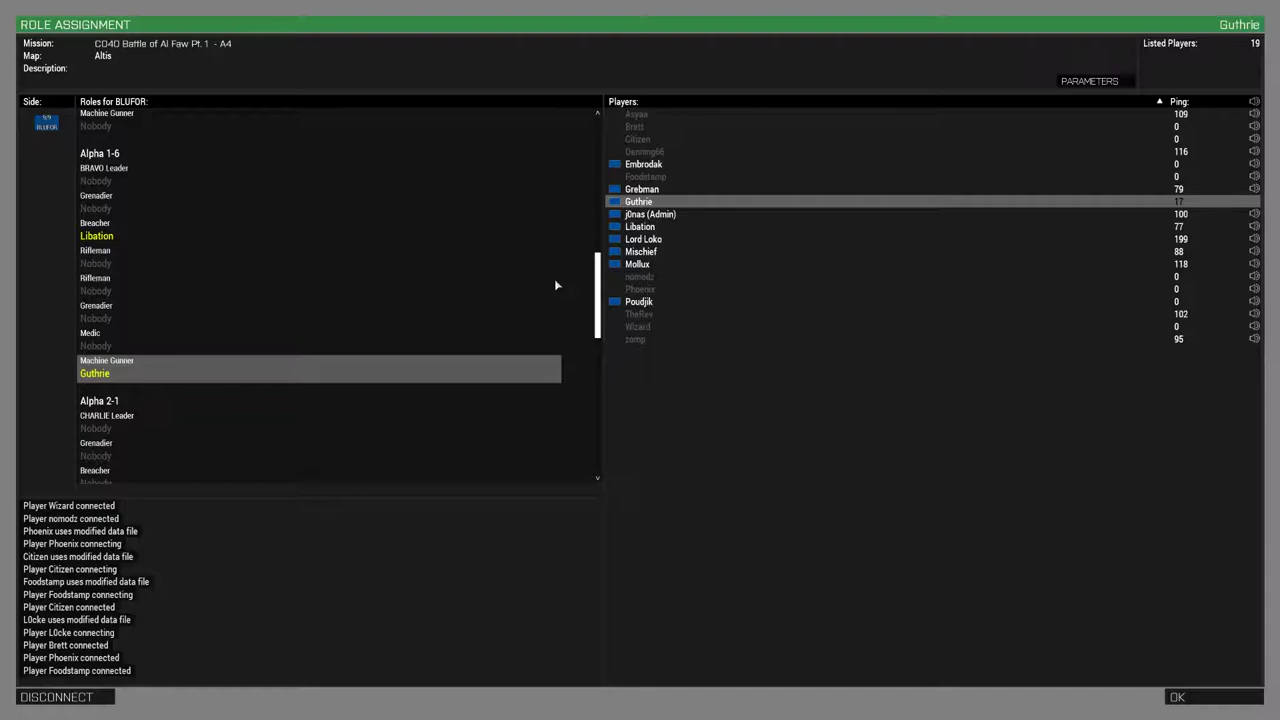 ROLE ASSIGNMENT Guthrie
Mission: CO40 Battle of Al Faw Pt. 1 - A4 Listed Players: 19
Map: Altis
Description:
PARAMETERS
Side: Roles for BLUFOR: Players: Ping:
9/9
BLUFOR
Machine Gunner
Nobody
Alpha 1-6
BRAVO Leader
Nobody
Grenadier
Nobody
Breacher
Libation
Rifleman
Nobody
Rifleman
Nobody
Grenadier
Nobody
Medic
Nobody
Machine Gunner
Guthrie
Alpha 2-1
CHARLIE Leader
Nobody
Grenadier
Nobody
Breacher
Nobody
Asyaa 109
Brett 0
Citizen 0
Denning66 116
Embrodak 0
Foodstamp 0
Grebman 79
Guthrie 17
j0nas (Admin) 100
Libation 77
Lord Loko 199
Mischief 88
Mollux 118
nomodz 0
Phoenix 0
Poudjik 0
TheRev 102
Wizard 0
zomp 95
Player Wizard connected
Player nomodz connected
Phoenix uses modified data file
Player Phoenix connecting
Citizen uses modified data file
Player Citizen connecting
Foodstamp uses modified data file
Player Foodstamp connecting
Player Citizen connected
L0cke uses modified data file
Player L0cke connecting
Player Brett connected
Player Phoenix connected
Player Foodstamp connected
DISCONNECT OK